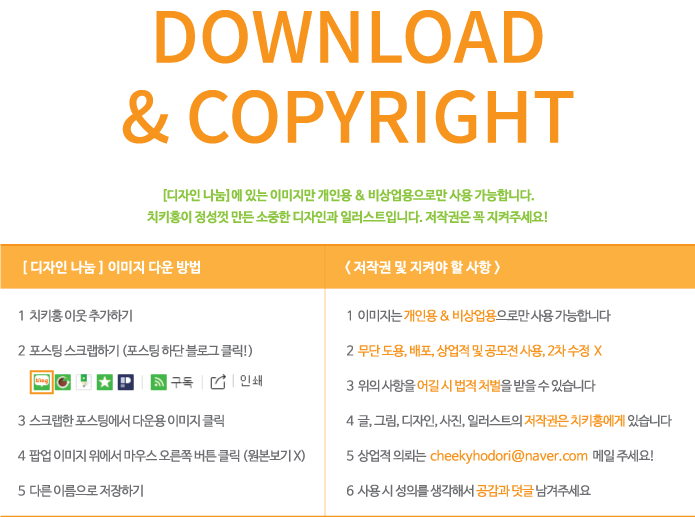 DOWNLOAD
& COPYRIGHT
[디자인 나눔]에 있는 이미지만 개인용 & 비상업용으로만 사용 가능합니다.
치키홍이 정성껏 만든 소중한 디자인과 일러스트입니다. 저작권은 꼭 지켜주세요!
[ 디자인 나눔 ] 이미지 다운 방법
1 치키홍 이웃 추가하기
2 포스팅 스크랩하기 (포스팅 하단 블로그 클릭!)
blog 구독 | 인쇄
3 스크랩한 포스팅에서 다운용 이미지 클릭
4 팝업 이미지 위에서 마우스 오른쪽 버튼 클릭 (원본보기 X)
5 다른 이름으로 저장하기
< 저작권 및 지켜야 할 사항 >
1 이미지는 개인용 & 비상업용으로만 사용 가능합니다
2 무단 도용, 배포, 상업적 및 공모전 사용, 2차 수정 X
3 위의 사항을 어길 시 법적 처벌을 받을 수 있습니다
4 글, 그림, 디자인, 사진, 일러스트의 저작권은 치키홍에게 있습니다
5 상업적 의뢰는 cheekyhodori@naver.com 메일 주세요!
6 사용 시 성의를 생각해서 공감과 덧글 남겨주세요